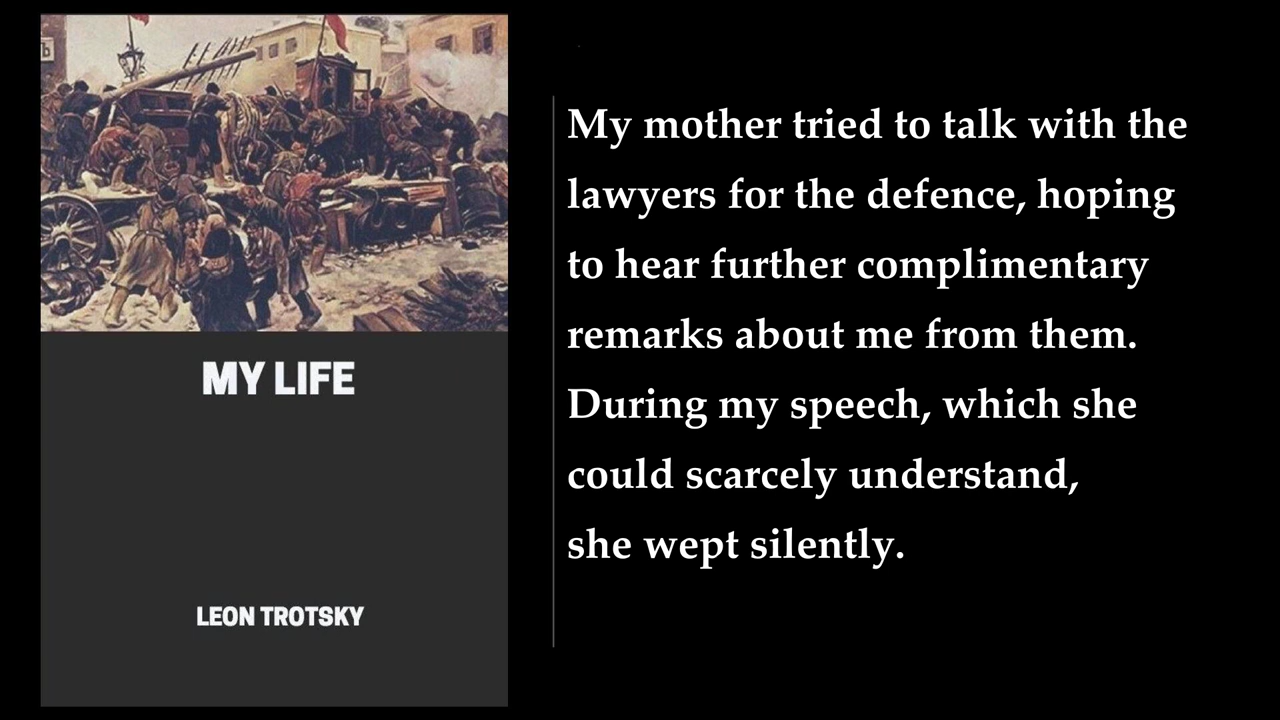 Ъ
MY LIFE
LEON TROTSKY
My mother tried to talk with the
lawyers for the defence, hoping
to hear further complimentary
remarks about me from them.
During my speech, which she
could scarcely understand,
she wept silently.